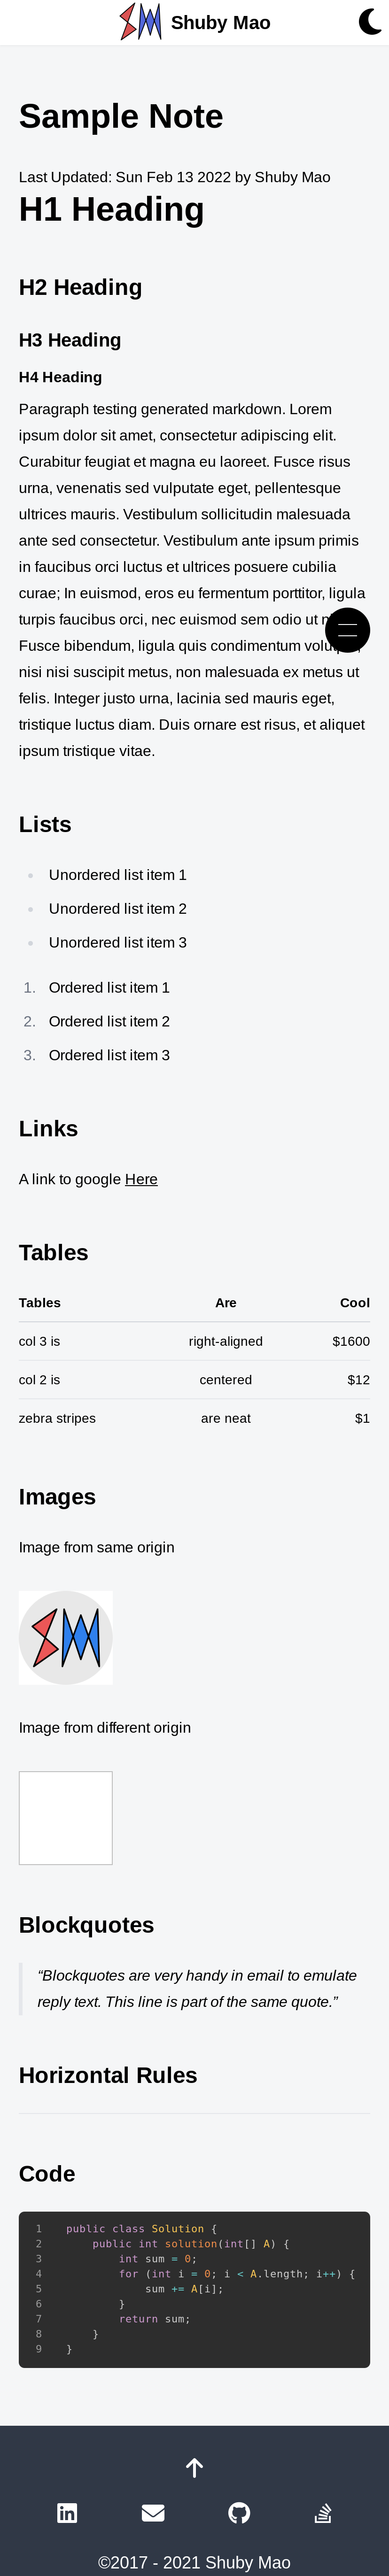 Shuby Mao
Sample Note
Last Updated: Sun Feb 13 2022 by Shuby Mao
H1 Heading
H2 Heading
H3 Heading
H4 Heading
Paragraph testing generated markdown. Lorem
ipsum dolor sit amet, consectetur adipiscing elit.
Curabitur feugiat et magna eu laoreet. Fusce risus
urna, venenatis sed vulputate eget, pellentesque
ultrices mauris. Vestibulum sollicitudin malesuada
ante sed consectetur. Vestibulum ante ipsum primis
in faucibus orci luctus et ultrices posuere cubilia
curae; In euismod, eros eu fermentum porttitor, ligula
turpis faucibus orci, nec euismod sem odio ut
Fusce bibendum, ligula quis condimentum
nisi nisi suscipit metus, non malesuada ex metus ut
felis. Integer justo urna, lacinia sed mauris eget,
tristique luctus diam. Duis ornare est risus, et aliquet
ipsum tristique vitae.
Lists
Unordered list item 1
Unordered list item 2
Unordered list item 3
1. Ordered list item 1
2. Ordered list item 2
3. Ordered list item 3
Links
A link to google Here
Tables
Tables Are Cool
col 3 is right-aligned $1600
col 2 is centered $12
zebra stripes are neat $1
Images
Image from same origin
Image from different origin
Blockquotes
“Blockquotes are very handy in email to emulate
reply text. This line is part of the same quote.”
Horizontal Rules
Code
1 public class Solution {
2     public int solution(int[] A) {
3         int sum = 0;
4         for (int i = 0; i < A.length; i++) {
5             sum += A[i];
6         }
7         return sum;
8     }
9 }
©2017 - 2021 Shuby Mao